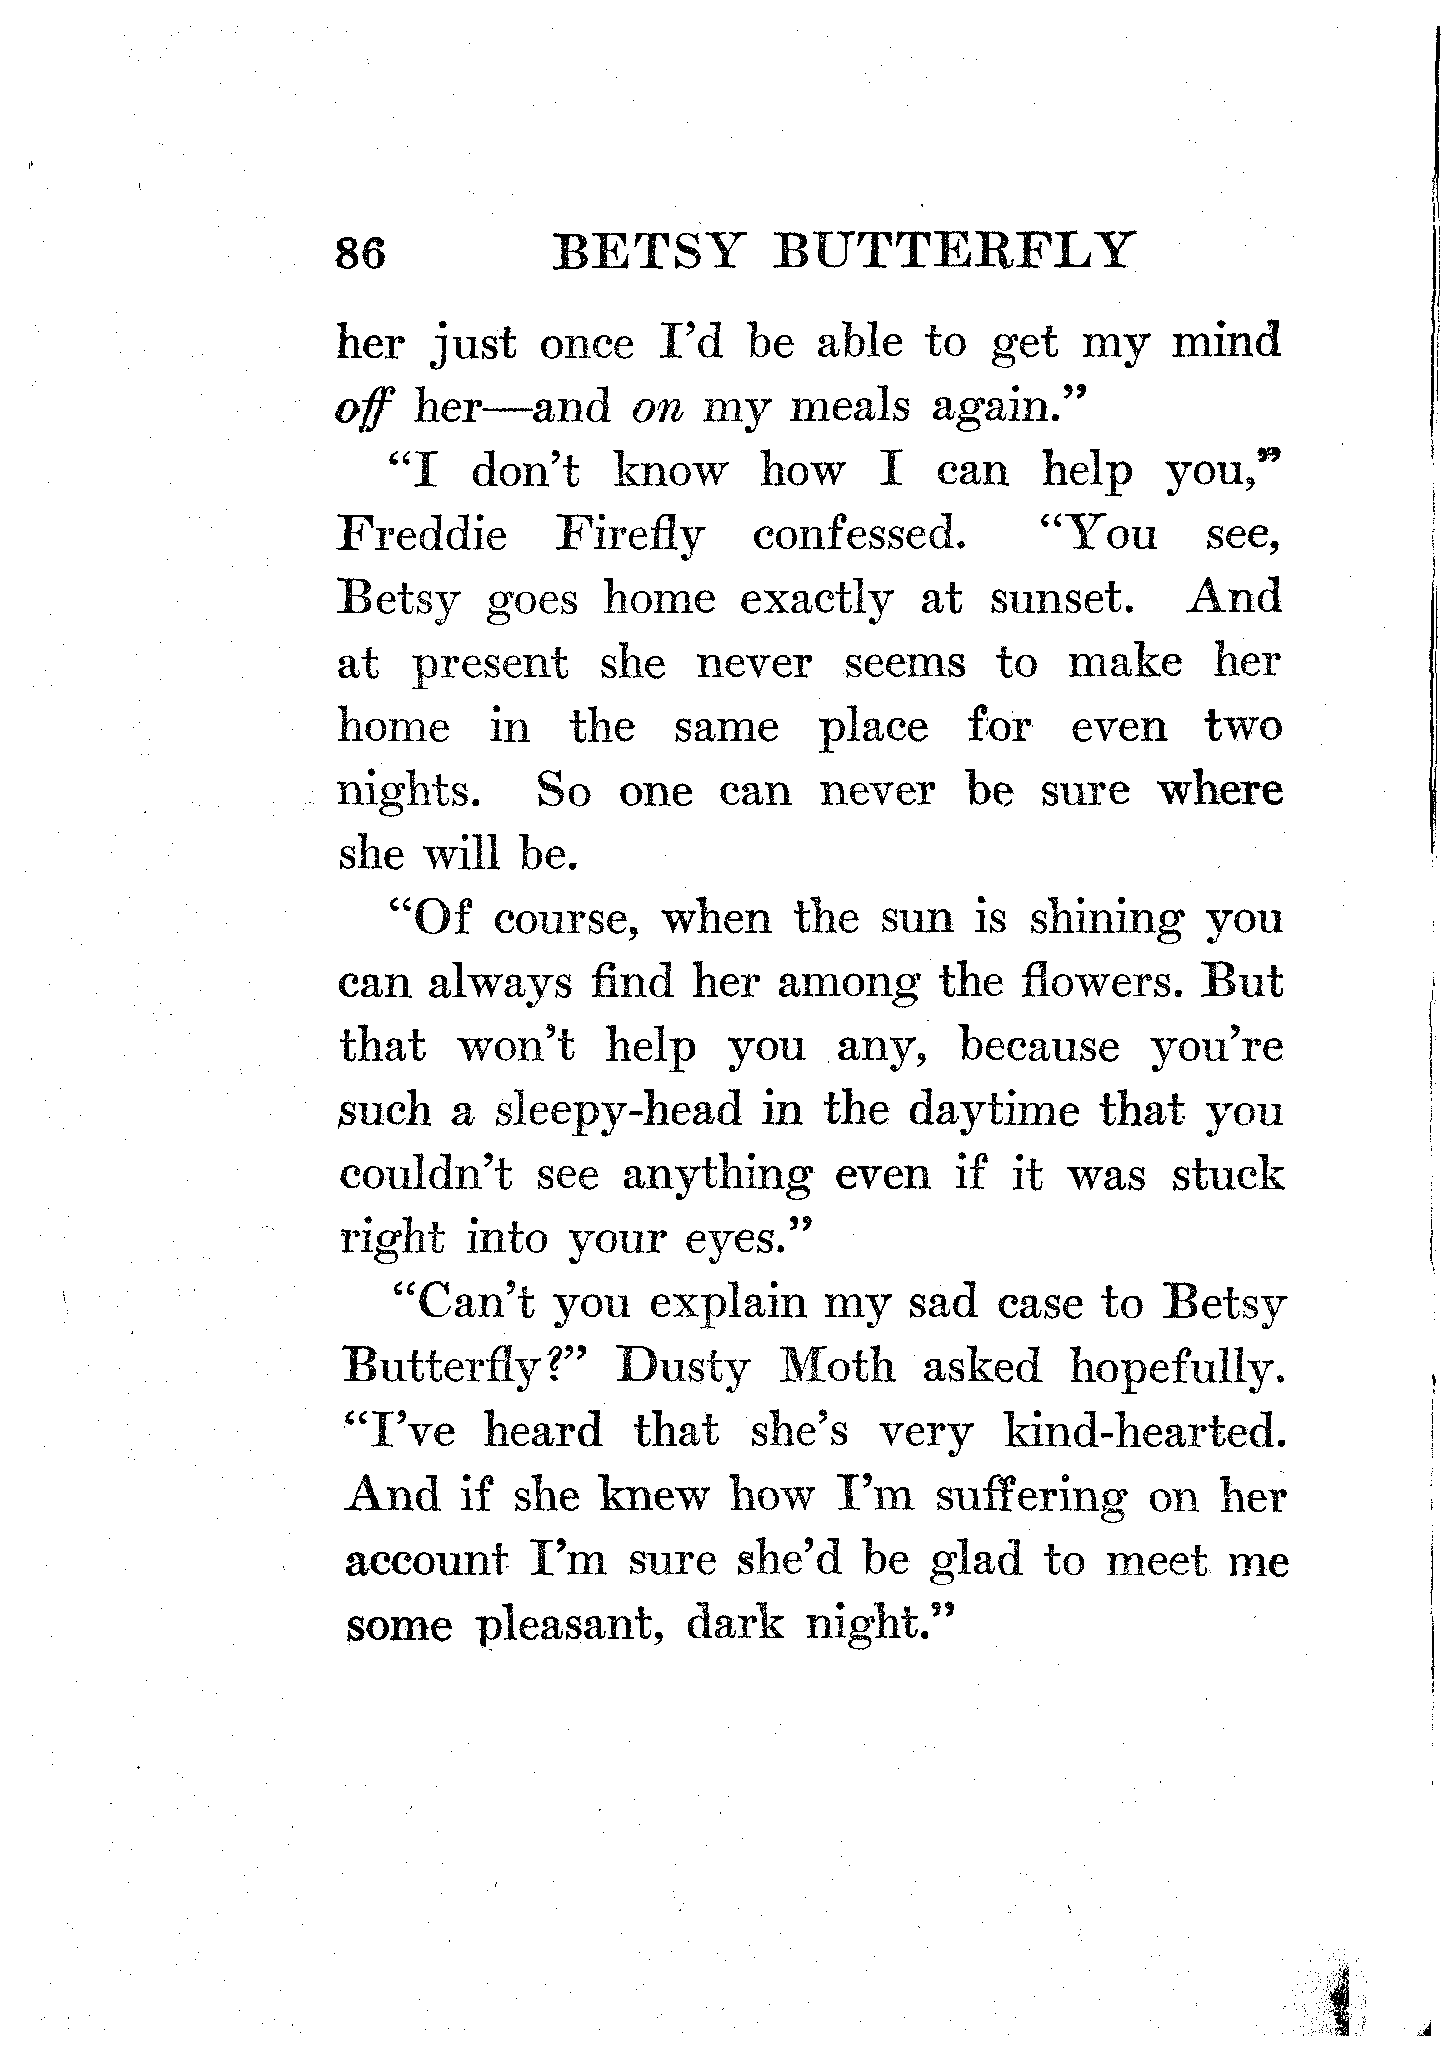 86 BETSY BUTTERFLY
her just once I'd be able to get my mind
off her—and on my meals again."
"I don't know how I can help you,"
Freddie Firefly confessed. "You see,
Betsy goes home exactly at sunset. And
at present she never seems to make her
home in the same place for even two
nights. So one can never be sure where
she will be.
"Of course, when the sun is shining you
can always find her among the flowers. But
that won't help you any, because you're
such a sleepy-head in the daytime that you
couldn't see anything even if it was stuck
right into your eyes."
"Can't you explain my sad case to Betsy
Butterfly?" Dusty Moth asked hopefully.
"I've heard that she's very kind-hearted.
And if she knew how I'm suffering on her
account I'm sure she'd be glad to meet me
some pleasant, dark night."